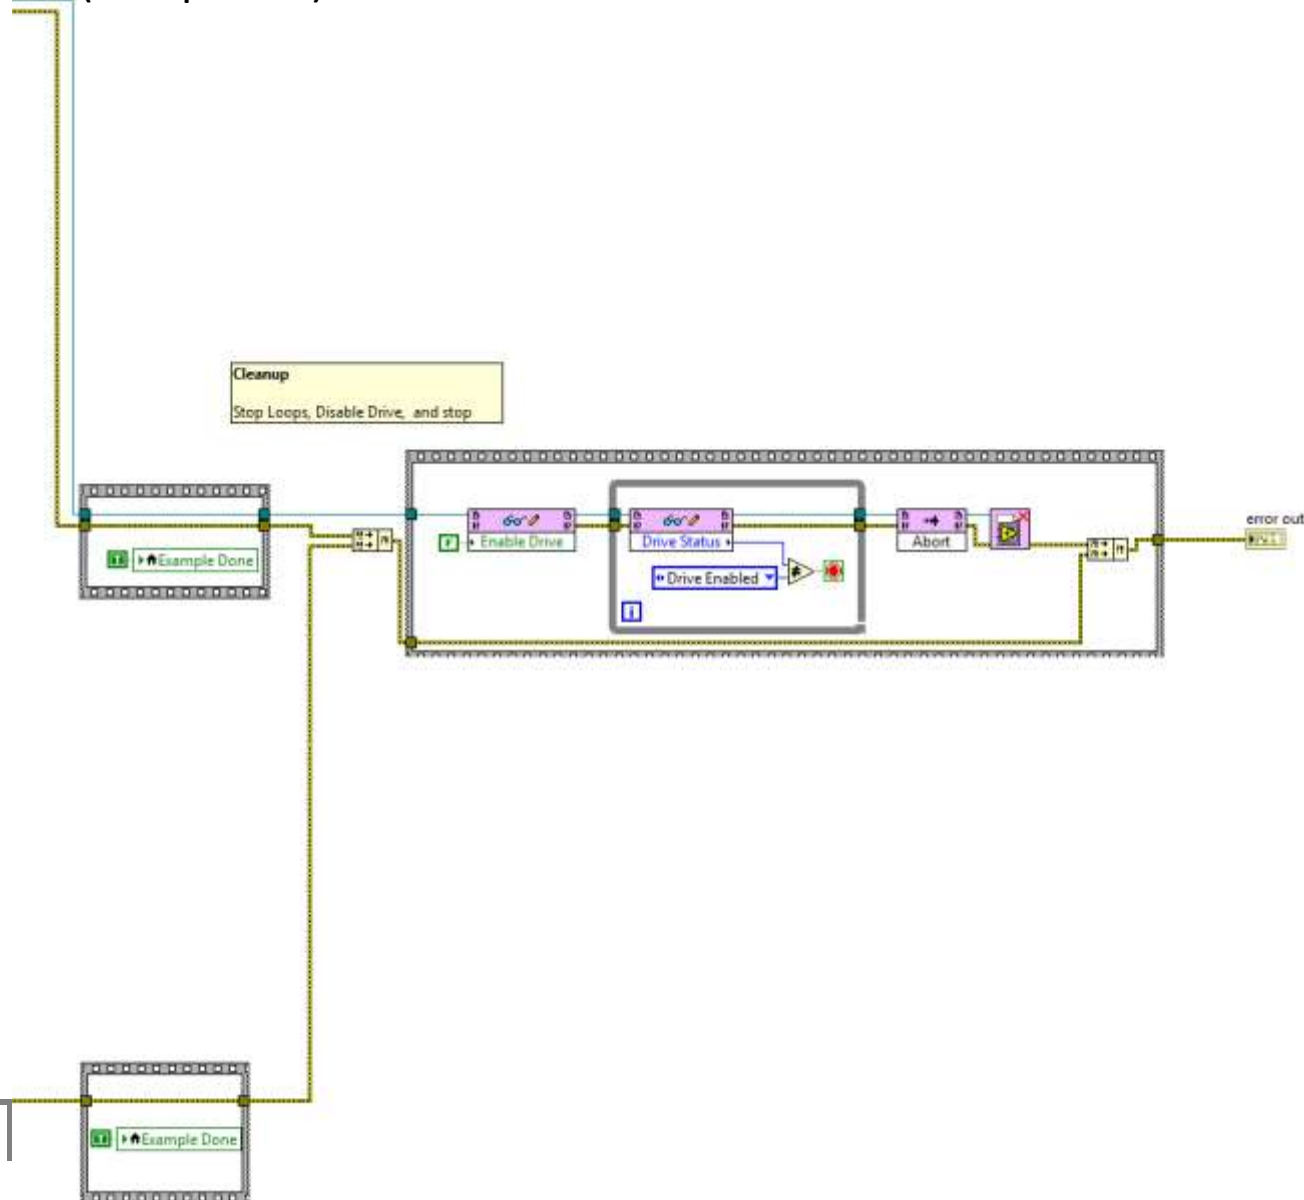 Cleanup
Stop Loops, Disable Drive, and stop
T
Example Done
F
Enable Drive
Drive Status
Drive Enabled
i
Abort
error out
T
Example Done